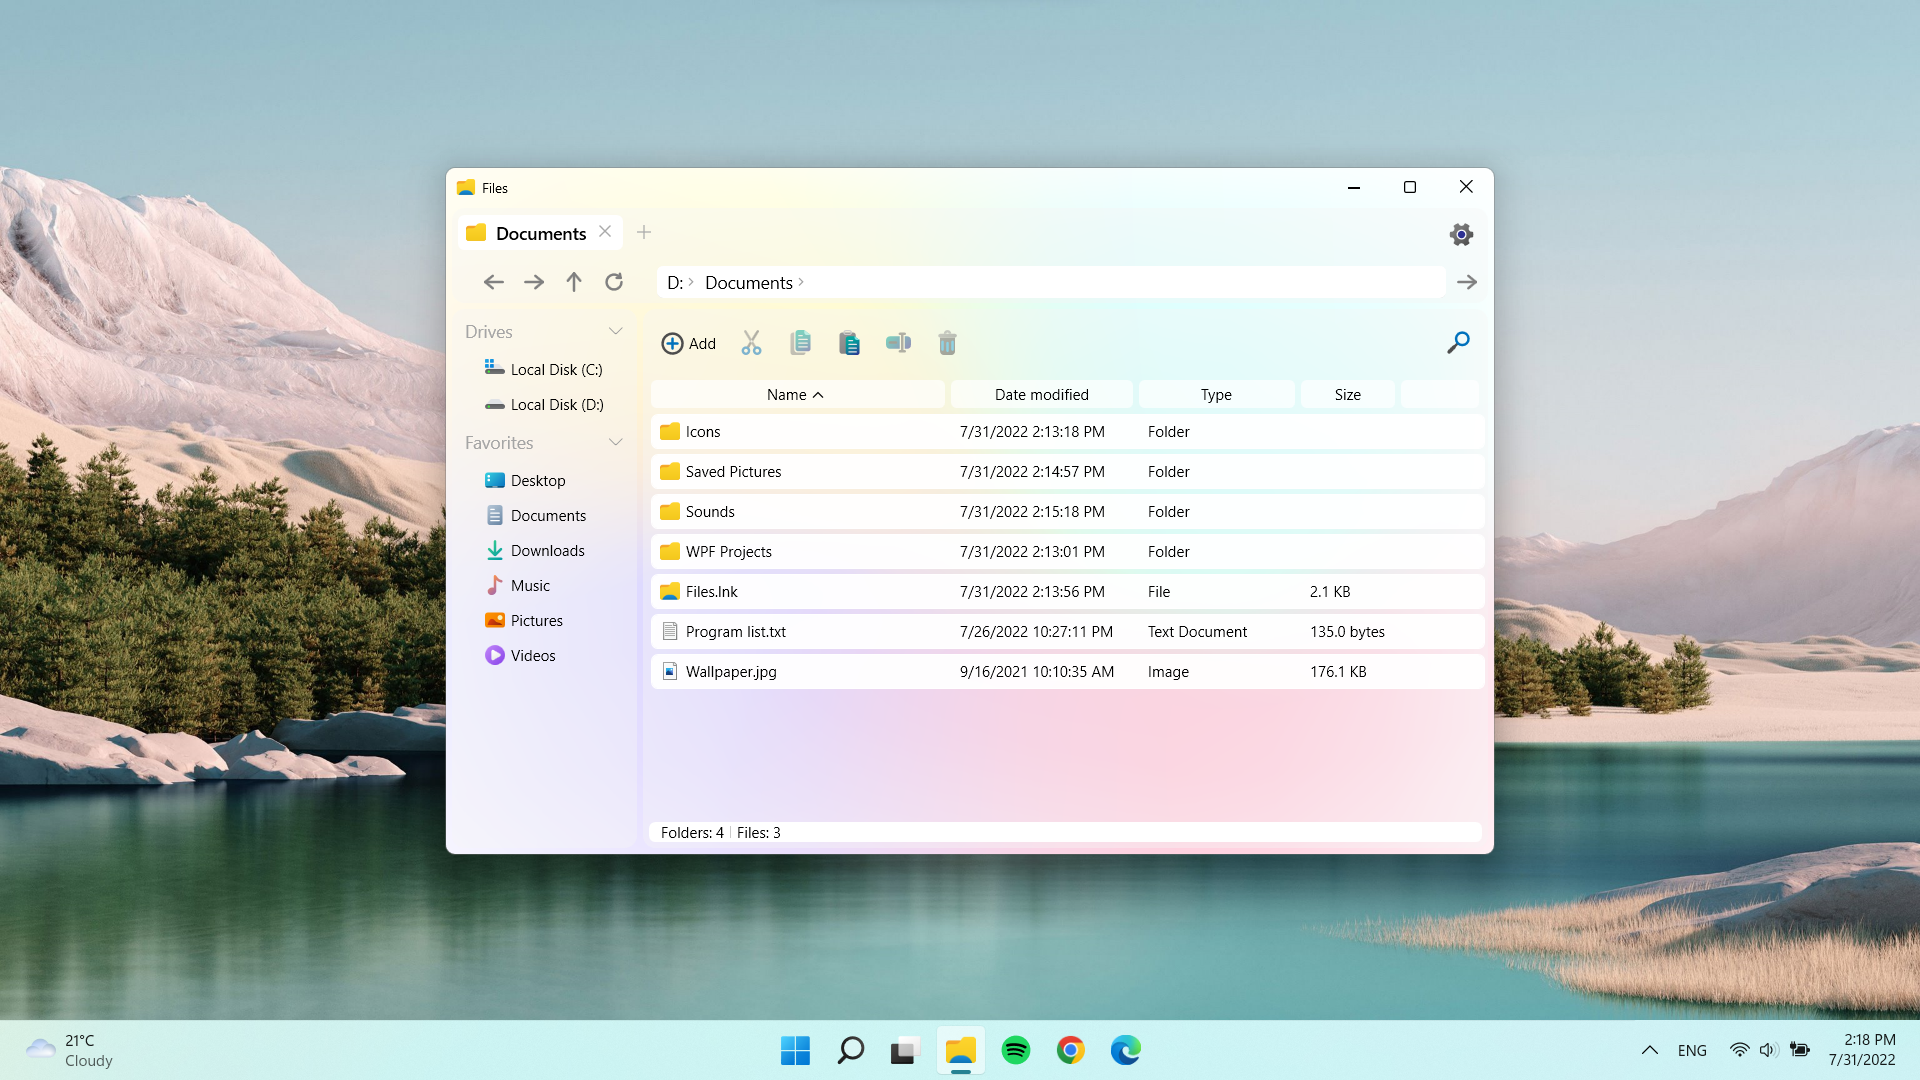 Files
Documents
D: Documents
Drives
Local Disk (C:)
Local Disk (D:)
Favorites
Desktop
Documents
Downloads
Music
Pictures
Videos
Add
Name Date modified Type Size
Icons 7/31/2022 2:13:18 PM Folder
Saved Pictures 7/31/2022 2:14:57 PM Folder
Sounds 7/31/2022 2:15:18 PM Folder
WPF Projects 7/31/2022 2:13:01 PM Folder
Files.lnk 7/31/2022 2:13:56 PM File 2.1 KB
Program list.txt 7/26/2022 10:27:11 PM Text Document 135.0 bytes
Wallpaper.jpg 9/16/2021 10:10:35 AM Image 176.1 KB
Folders: 4 Files: 3
21°C
Cloudy
ENG
2:18 PM
7/31/2022